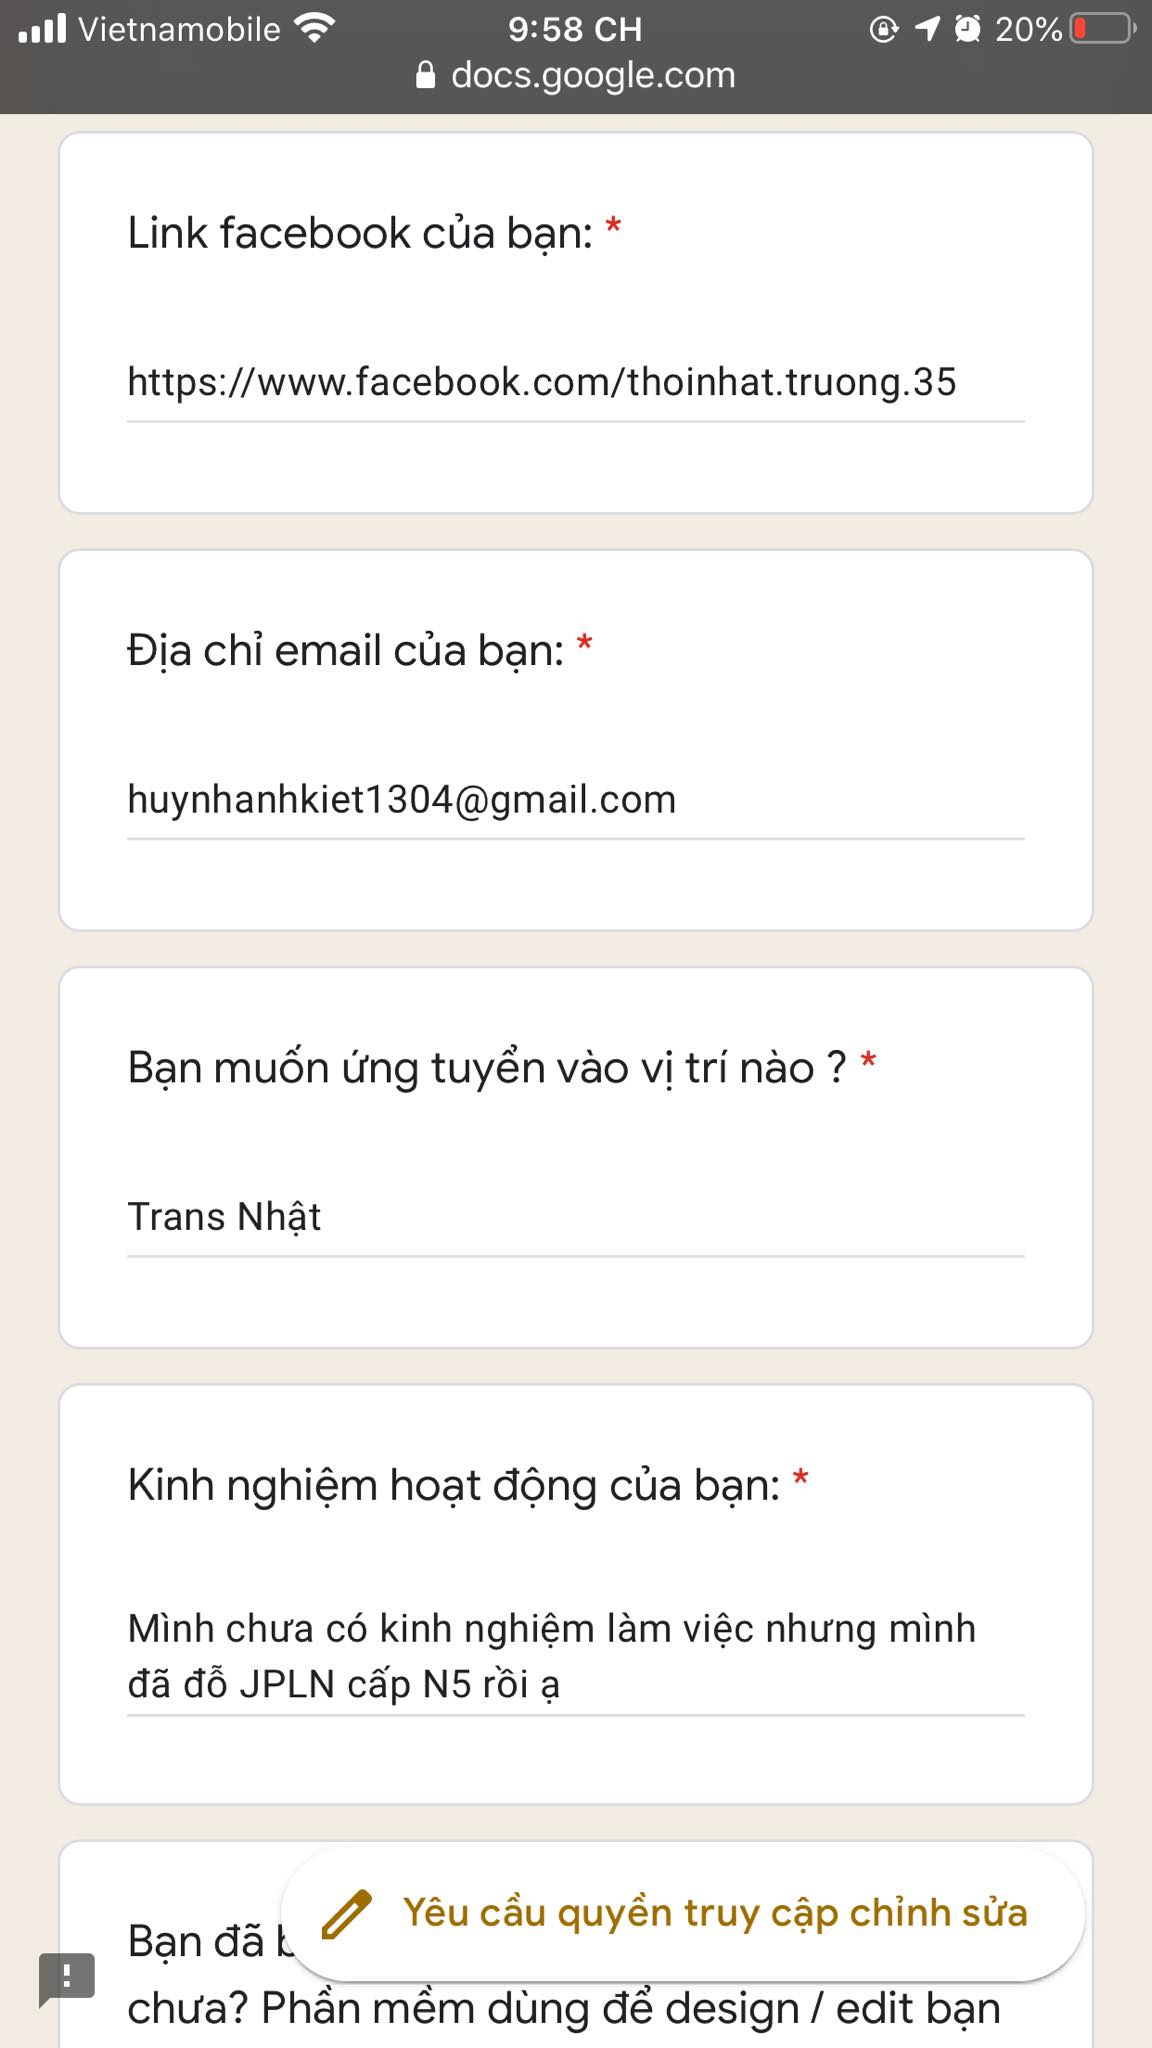 Vietnamobile 9:58 CH 20%
docs.google.com
Link facebook của bạn: *
https://www.facebook.com/thoinhat.truong.35
Địa chỉ email của bạn: *
huynhanhkiet1304@gmail.com
Bạn muốn ứng tuyển vào vị trí nào ? *
Trans Nhật
Kinh nghiệm hoạt động của bạn: *
Mình chưa có kinh nghiệm làm việc nhưng mình
đã đỗ JPLN cấp N5 rồi ạ
Yêu cầu quyền truy cập chỉnh sửa
Bạn đã
chưa? Phần mềm dùng để design / edit bạn